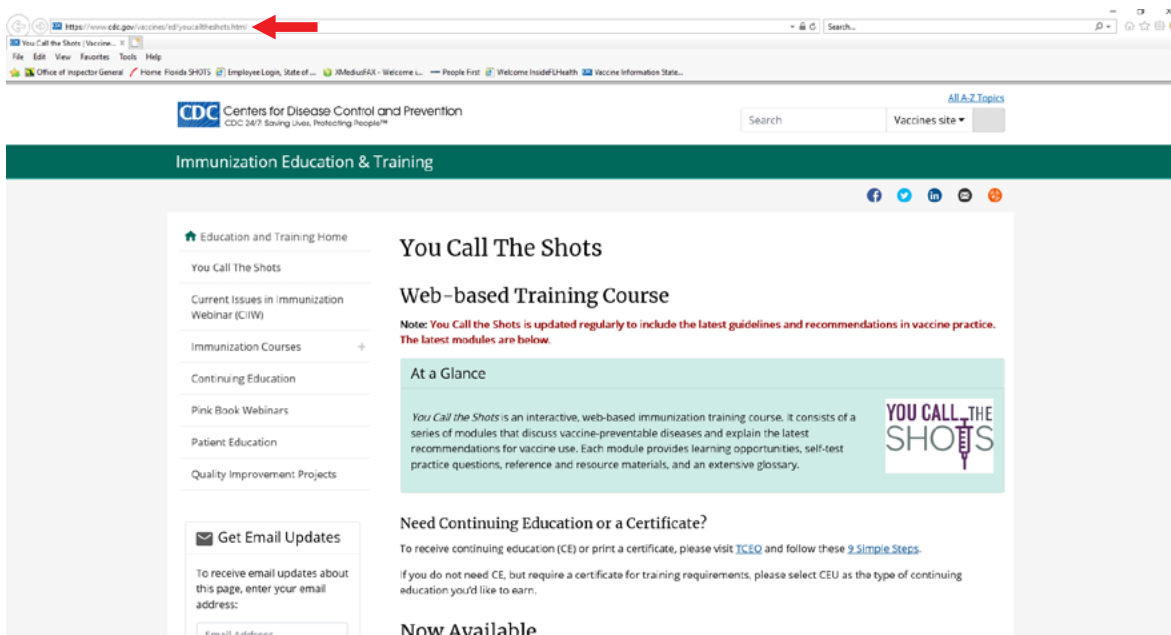 https://www.cdc.gov/vaccines/ed/youcalltheshots.html
Search...
You Call the Shots | Vaccine...
File Edit View Favorites Tools Help
Office of Inspector General Home Florida SHOTS Employee Login, State of ... XMediusFAX - Welcome i... People First Welcome InsideFLHealth Vaccine Information State...
All A-Z Topics
CDC Centers for Disease Control and Prevention
CDC 24/7: Saving Lives, Protecting People™
Search
Vaccines site
Immunization Education & Training
Education and Training Home
You Call The Shots
Current Issues in Immunization
Webinar (CIIW)
Immunization Courses +
Continuing Education
Pink Book Webinars
Patient Education
Quality Improvement Projects
Get Email Updates
To receive email updates about
this page, enter your email
address:
Email Address
You Call The Shots
Web-based Training Course
Note: You Call the Shots is updated regularly to include the latest guidelines and recommendations in vaccine practice.
The latest modules are below.
At a Glance
You Call the Shots is an interactive, web-based immunization training course. It consists of a
series of modules that discuss vaccine-preventable diseases and explain the latest
recommendations for vaccine use. Each module provides learning opportunities, self-test
practice questions, reference and resource materials, and an extensive glossary.
YOU CALL THE
SHOTS
Need Continuing Education or a Certificate?
To receive continuing education (CE) or print a certificate, please visit TCEO and follow these 9 Simple Steps.
If you do not need CE, but require a certificate for training requirements, please select CEU as the type of continuing
education you'd like to earn.
Now Available